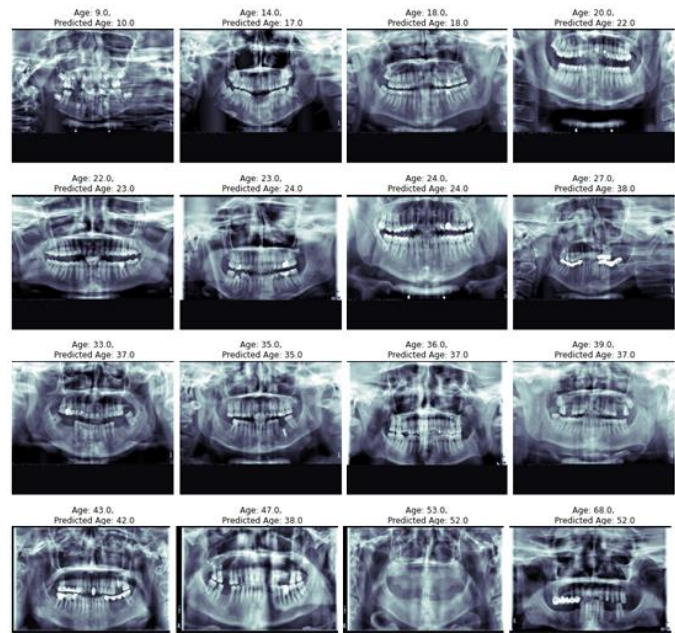 Age: 9.0,
Predicted Age: 10.0
Age: 14.0,
Predicted Age: 17.0
Age: 18.0,
Predicted Age: 18.0
Age: 20.0,
Predicted Age: 22.0
Age: 22.0,
Predicted Age: 23.0
Age: 23.0,
Predicted Age: 24.0
Age: 24.0,
Predicted Age: 24.0
Age: 27.0,
Predicted Age: 38.0
Age: 33.0,
Predicted Age: 37.0
Age: 35.0,
Predicted Age: 35.0
Age: 36.0,
Predicted Age: 37.0
Age: 39.0,
Predicted Age: 37.0
Age: 43.0,
Predicted Age: 42.0
Age: 47.0,
Predicted Age: 38.0
Age: 53.0,
Predicted Age: 52.0
Age: 68.0,
Predicted Age: 52.0